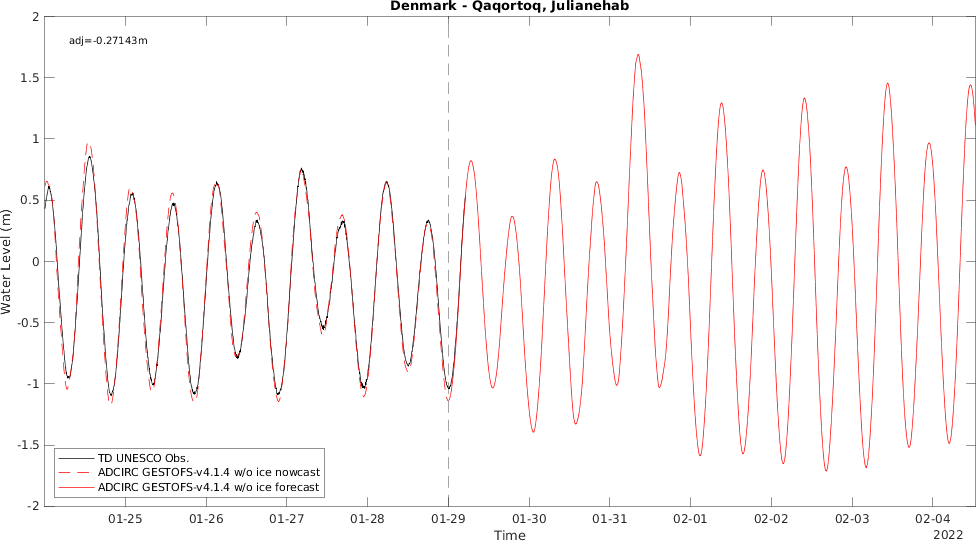 Denmark - Qaqortoq, Julianehab
adj=-0.27143m
2
1.5
1
0.5
0
-0.5
-1
-1.5
-2
Water Level (m)
TD UNESCO Obs.
ADCIRC GESTOFS-v4.1.4 w/o ice nowcast
ADCIRC GESTOFS-v4.1.4 w/o ice forecast
01-25 01-26 01-27 01-28 01-29 01-30 01-31 02-01 02-02 02-03 02-04
Time
2022